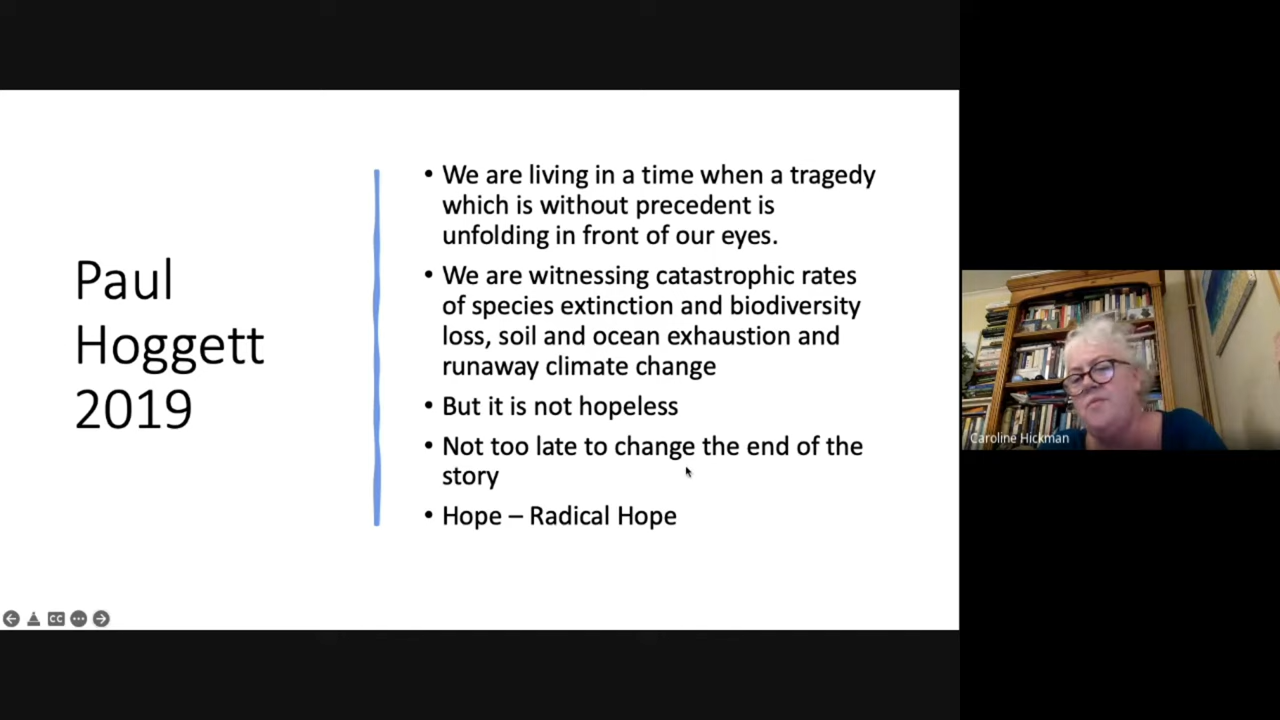 Paul
Hoggett
2019
• We are living in a time when a tragedy
which is without precedent is
unfolding in front of our eyes.
• We are witnessing catastrophic rates
of species extinction and biodiversity
loss, soil and ocean exhaustion and
runaway climate change
• But it is not hopeless
• Not too late to change the end of the
story
• Hope – Radical Hope
CC
Caroline Hickman